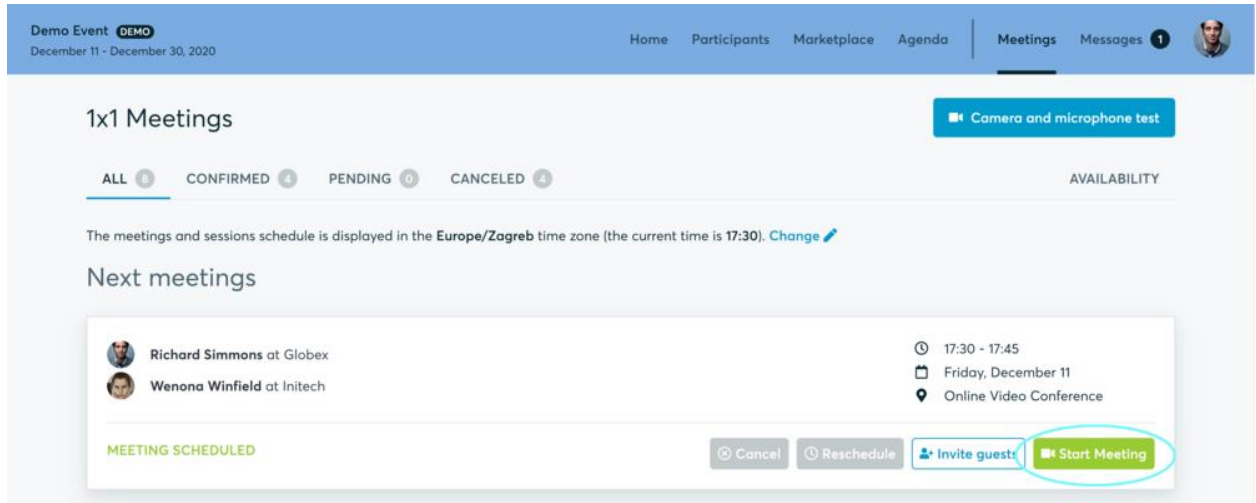 Demo Event DEMO
December 11 - December 30, 2020
Home Participants Marketplace Agenda Meetings Messages 1
1x1 Meetings
Camera and microphone test
ALL 8 CONFIRMED 4 PENDING 0 CANCELED 4
AVAILABILITY
The meetings and sessions schedule is displayed in the Europe/Zagreb time zone (the current time is 17:30). Change
Next meetings
Richard Simmons at Globex
Wenona Winfield at Initech
17:30 - 17:45
Friday, December 11
Online Video Conference
MEETING SCHEDULED
Cancel Reschedule Invite guests Start Meeting